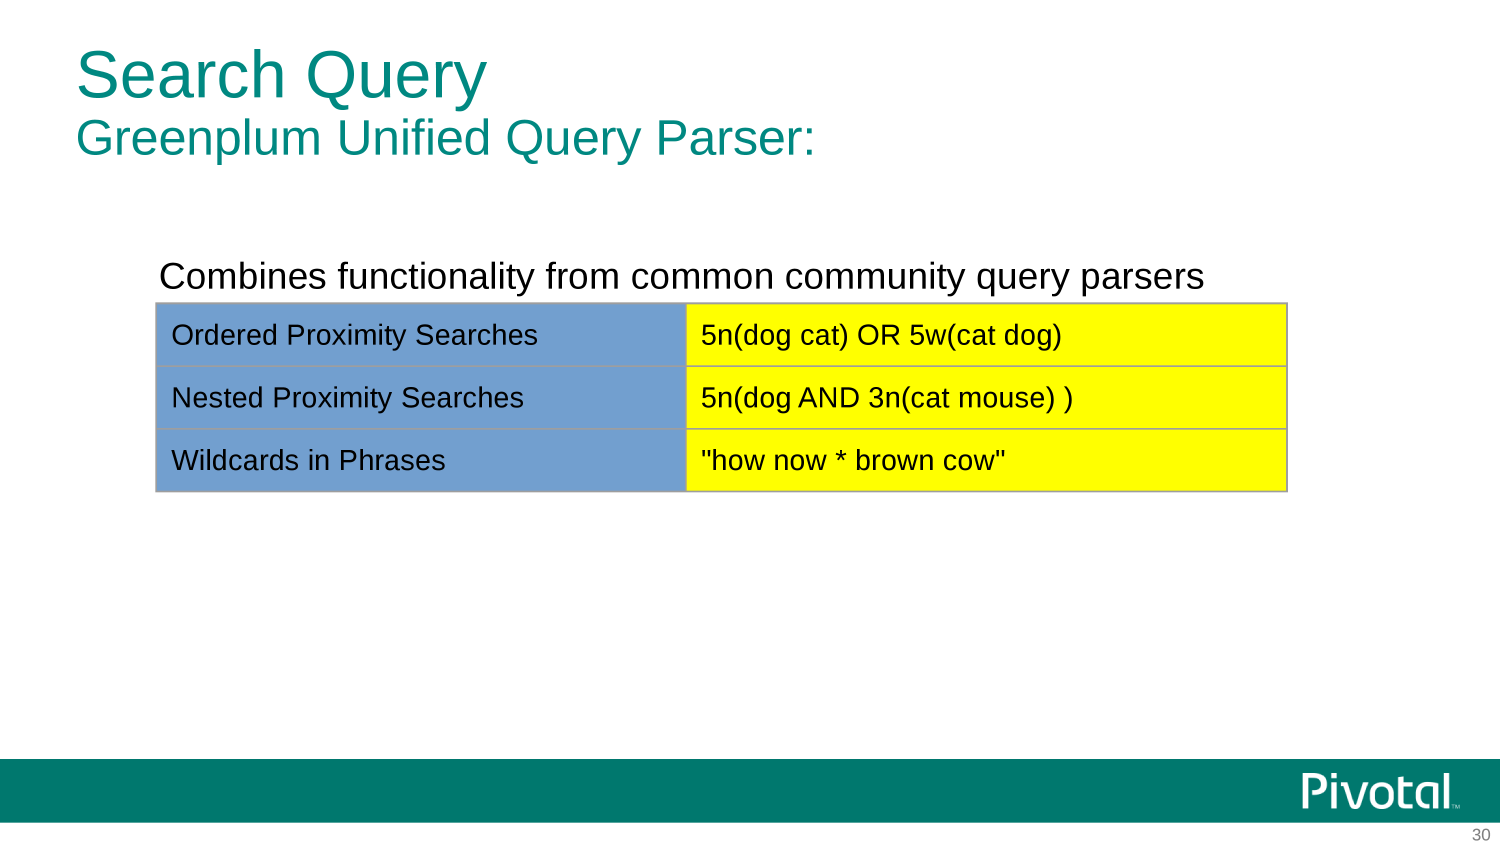 Search Query
Greenplum Unified Query Parser:
Combines functionality from common community query parsers
Ordered Proximity Searches
5n(dog cat) OR 5w(cat dog)
Nested Proximity Searches
5n(dog AND 3n(cat mouse) )
Wildcards in Phrases
"how now * brown cow"
Pivotal™
30